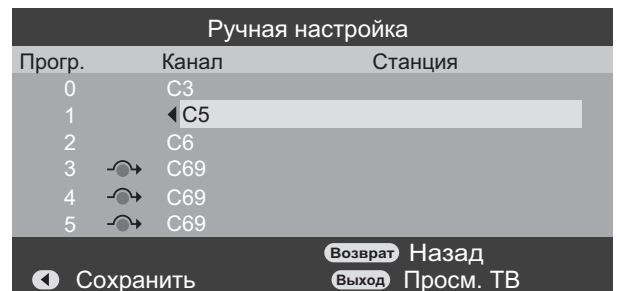 Ручная настройка
Прогр. Канал Станция
0 C3
1 C5
2 C6
3 C69
4 C69
5 C69
Возврат Назад
Сохранить Выход Просм. ТВ